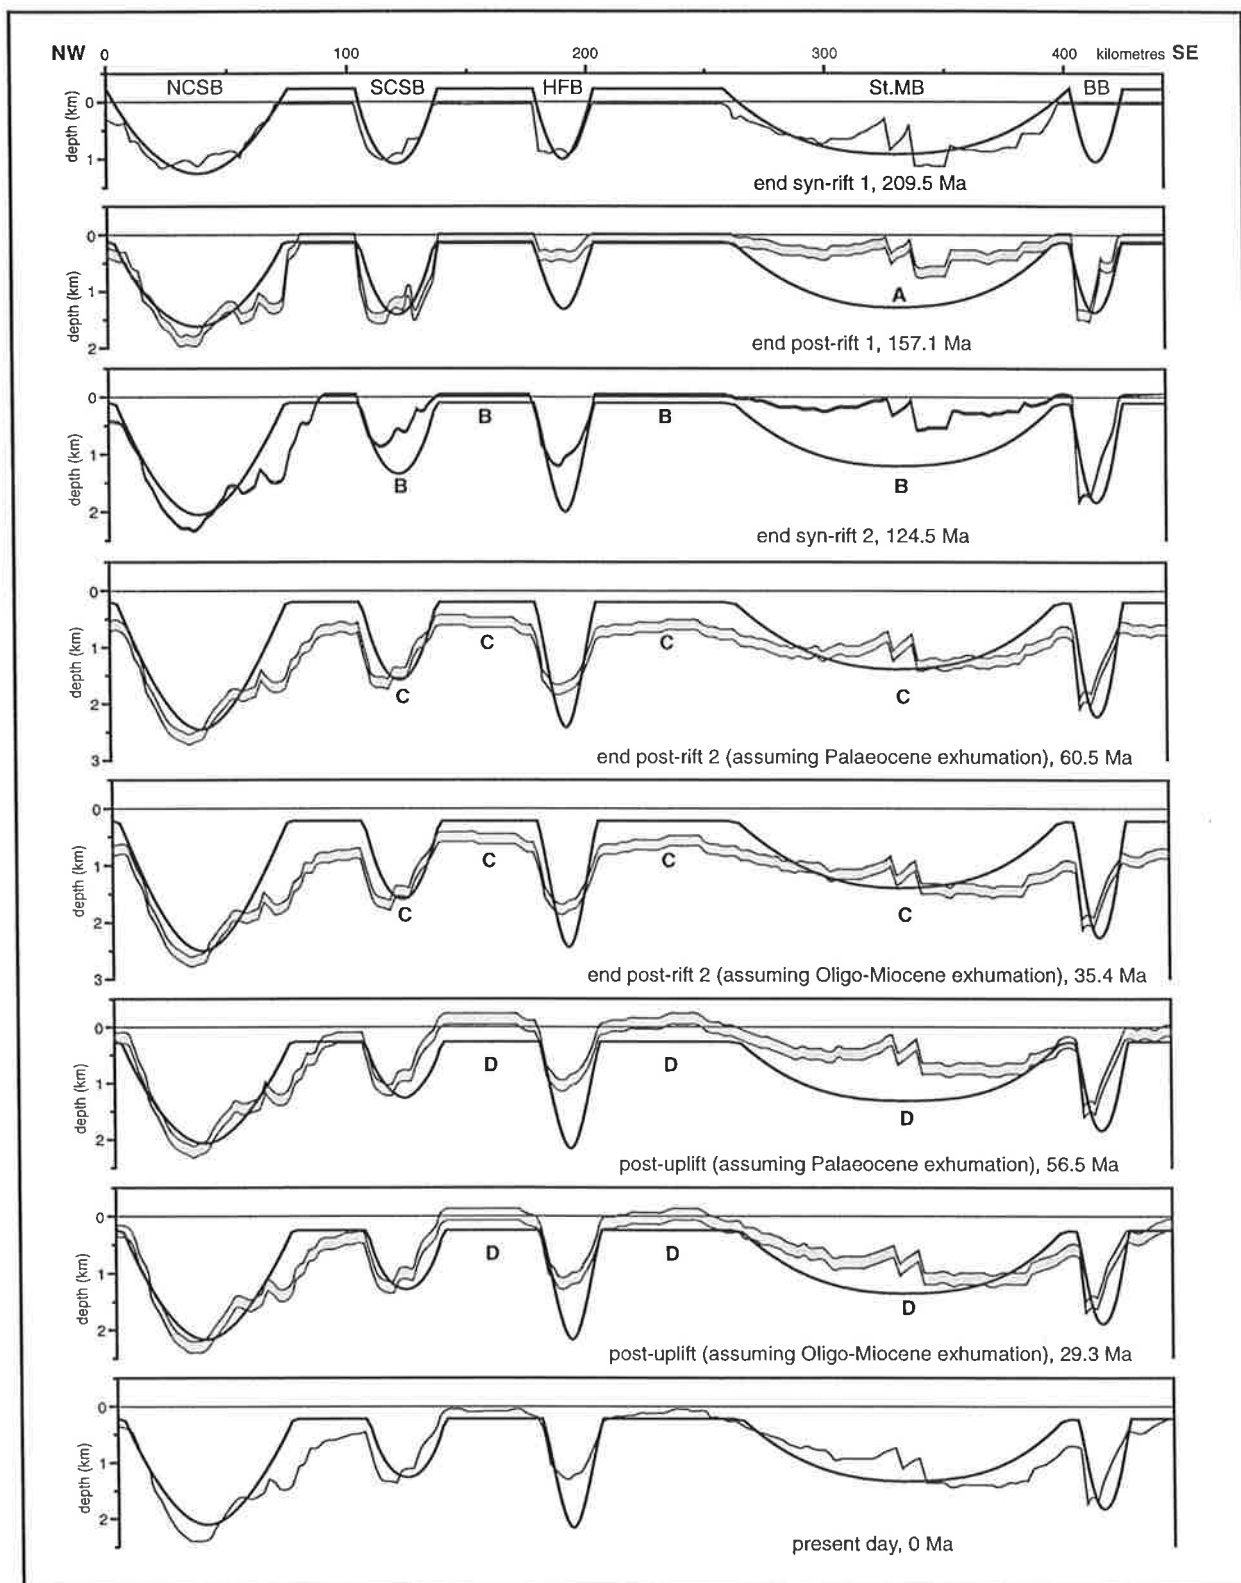 NW 0 100 200 300 400 kilometres SE
NCSB SCSB HFB St.MB BB
0
1
depth (km)
end syn-rift 1, 209.5 Ma
0
1
2
depth (km)
A
end post-rift 1, 157.1 Ma
0
1
2
depth (km)
B B
B B
end syn-rift 2, 124.5 Ma
0
1
2
3
depth (km)
C C
C C
end post-rift 2 (assuming Palaeocene exhumation), 60.5 Ma
0
1
2
3
depth (km)
C C
C C
end post-rift 2 (assuming Oligo-Miocene exhumation), 35.4 Ma
0
1
2
depth (km)
D D
D
post-uplift (assuming Palaeocene exhumation), 56.5 Ma
0
1
2
depth (km)
D D
D
post-uplift (assuming Oligo-Miocene exhumation), 29.3 Ma
0
1
2
depth (km)
present day, 0 Ma